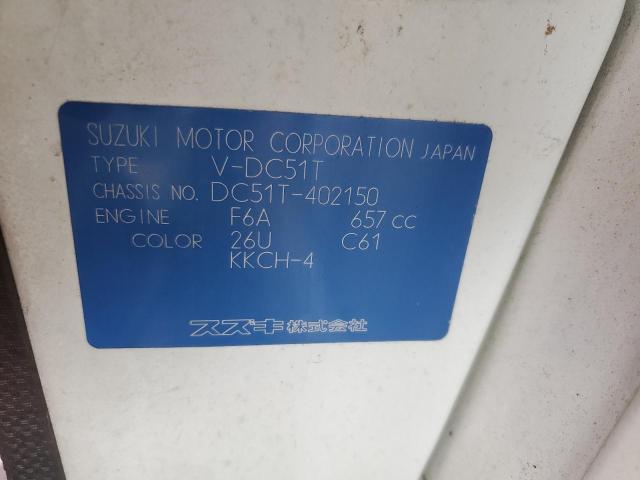 SUZUKI MOTOR CORPORATION JAPAN
TYPE V-DC51T
CHASSIS NO. DC51T-402150
ENGINE F6A 657 CC
COLOR 26U C61
KKCH-4
スズキ株式会社